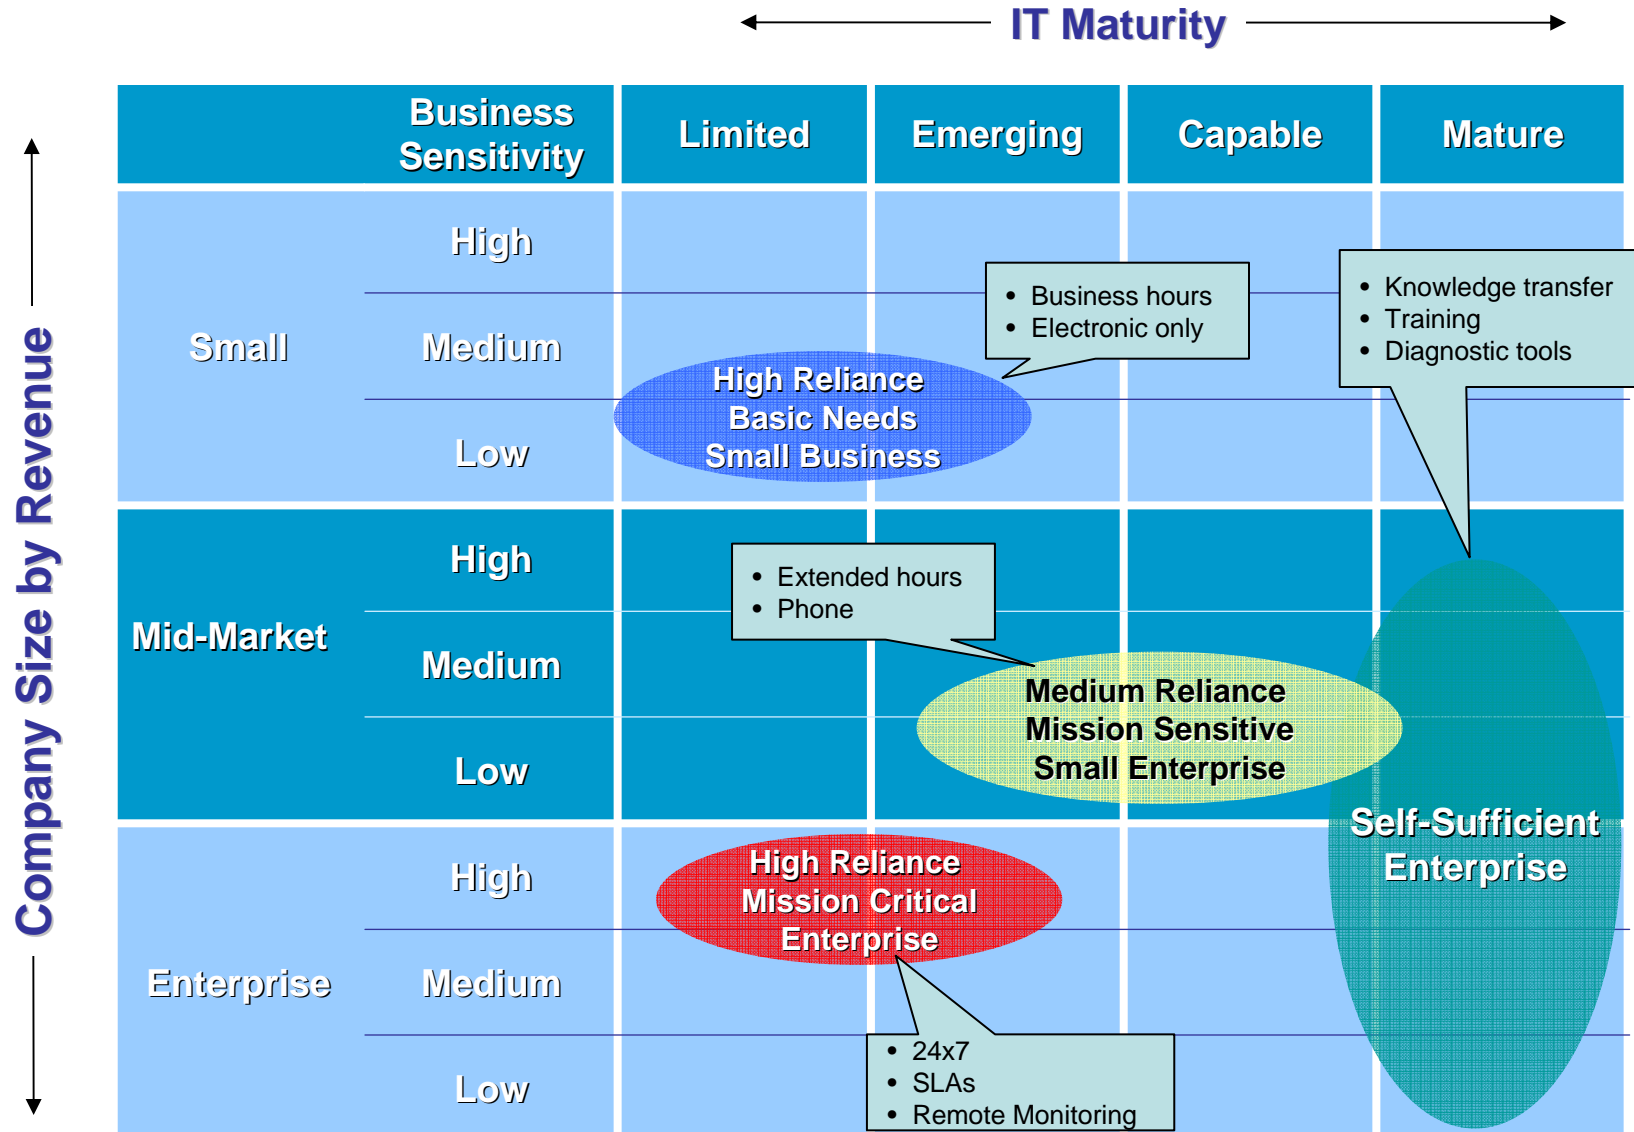 IT Maturity
Company Size by Revenue
Business
Sensitivity
Limited
Emerging
Capable
Mature
Small
High
Medium
Low
• Business hours
• Electronic only
• Knowledge transfer
• Training
• Diagnostic tools
High Reliance
Basic Needs
Small Business
Mid-Market
High
Medium
Low
• Extended hours
• Phone
Medium Reliance
Mission Sensitive
Small Enterprise
Self-Sufficient
Enterprise
Enterprise
High
Medium
Low
High Reliance
Mission Critical
Enterprise
• 24x7
• SLAs
• Remote Monitoring